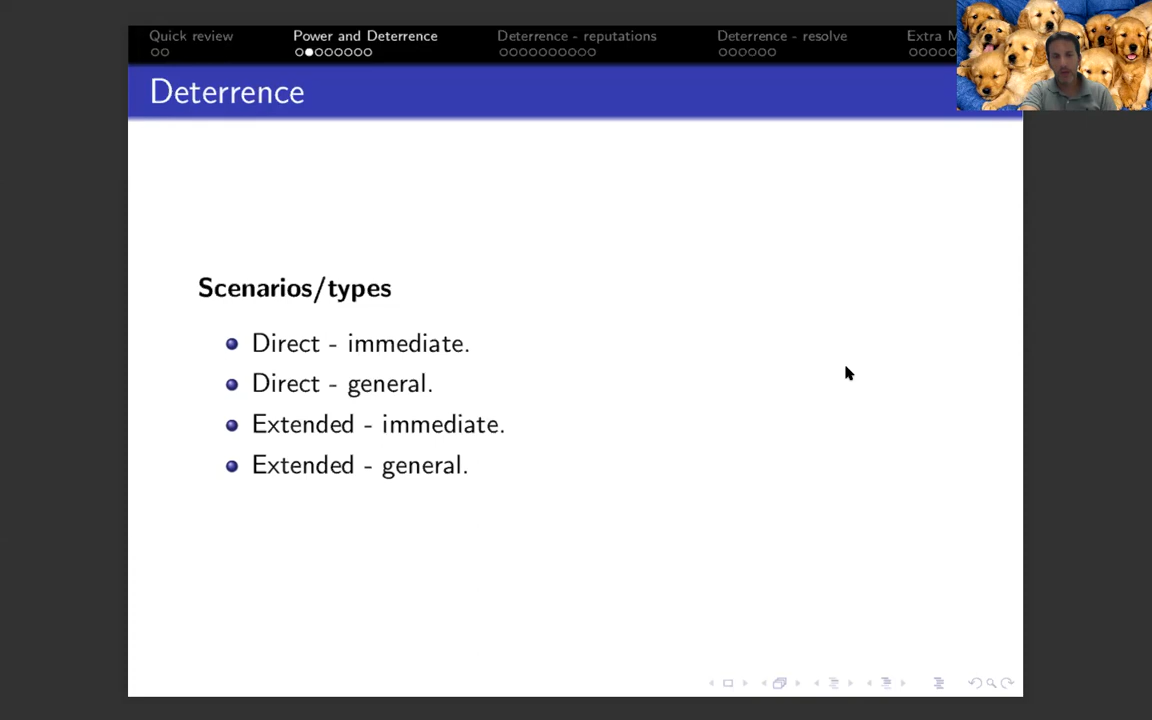 Quick review
Power and Deterrence
Deterrence - reputations
Deterrence - resolve
Extra M
Deterrence
Scenarios/types
Direct - immediate.
Direct - general.
Extended - immediate.
Extended - general.